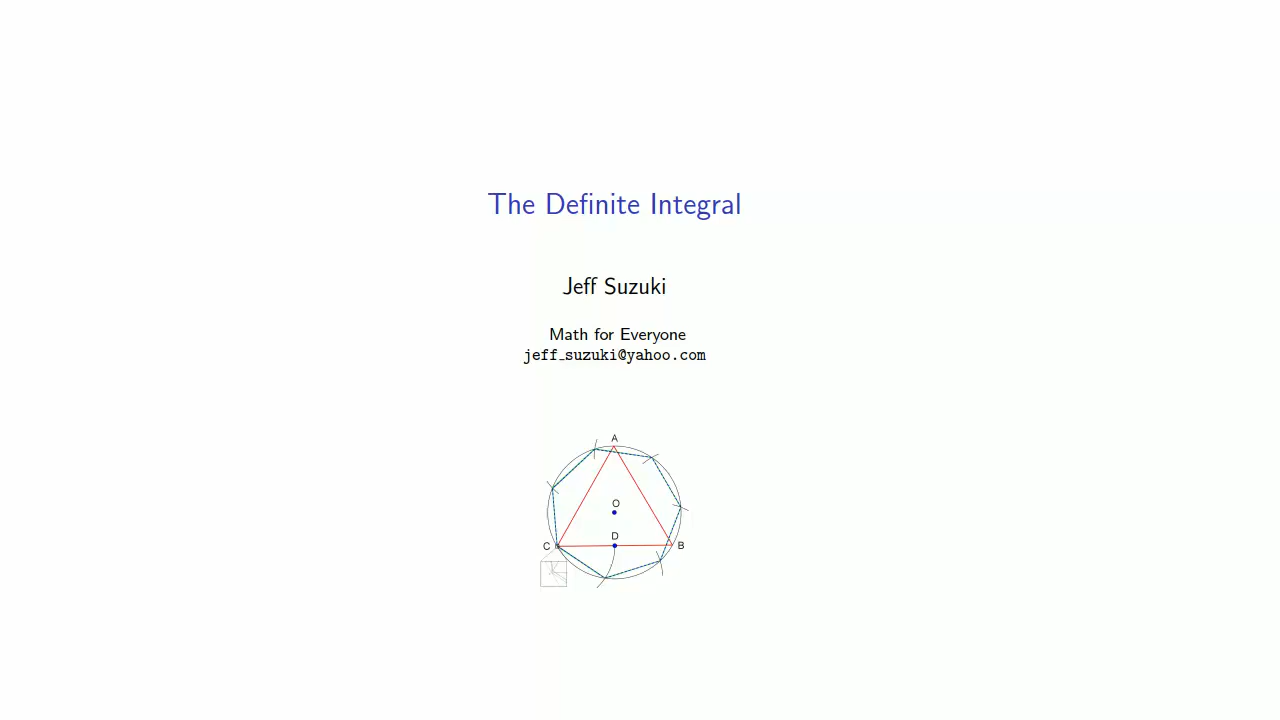 The Definite Integral
Jeff Suzuki
Math for Everyone
jeff_suzuki@yahoo.com
A
O
D
C
B